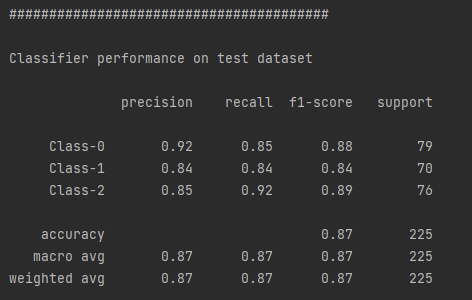 ########################################
Classifier performance on test dataset
precision recall f1-score support
Class-0 0.92 0.85 0.88 79
Class-1 0.84 0.84 0.84 70
Class-2 0.85 0.92 0.89 76
accuracy 0.87 225
macro avg 0.87 0.87 0.87 225
weighted avg 0.87 0.87 0.87 225